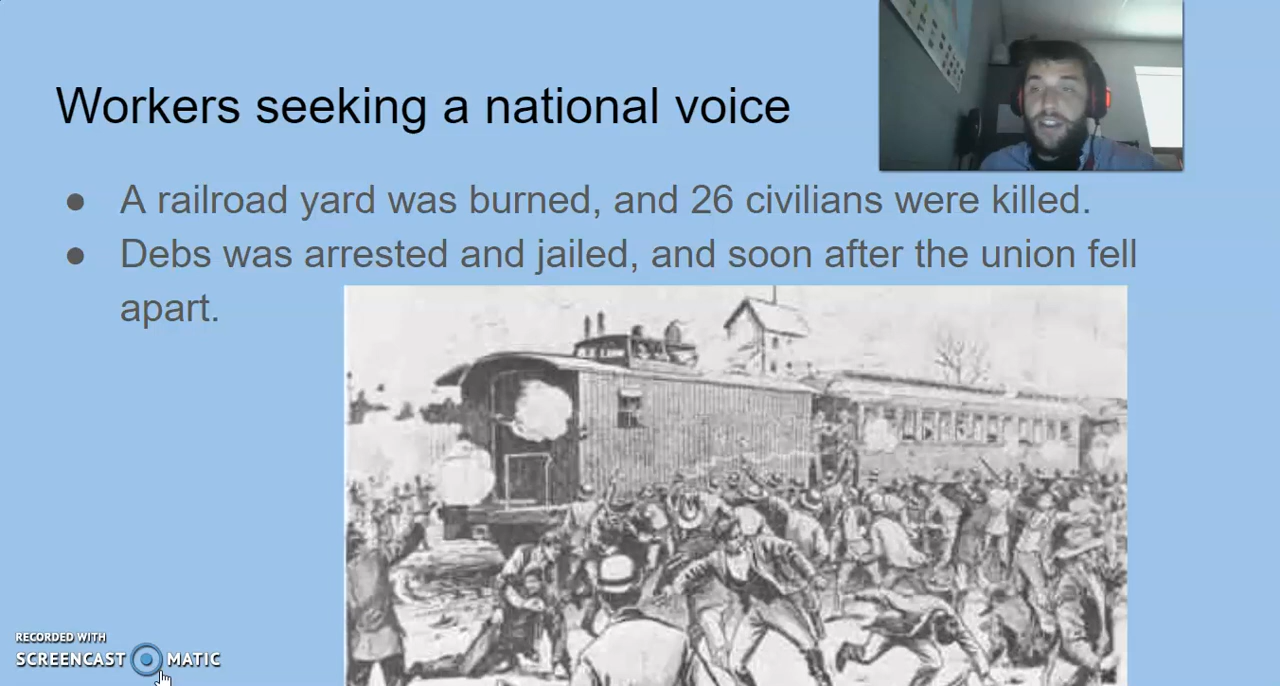 Workers seeking a national voice
● A railroad yard was burned, and 26 civilians were killed.
● Debs was arrested and jailed, and soon after the union fell
apart.
RECORDED WITH
SCREENCAST MATIC